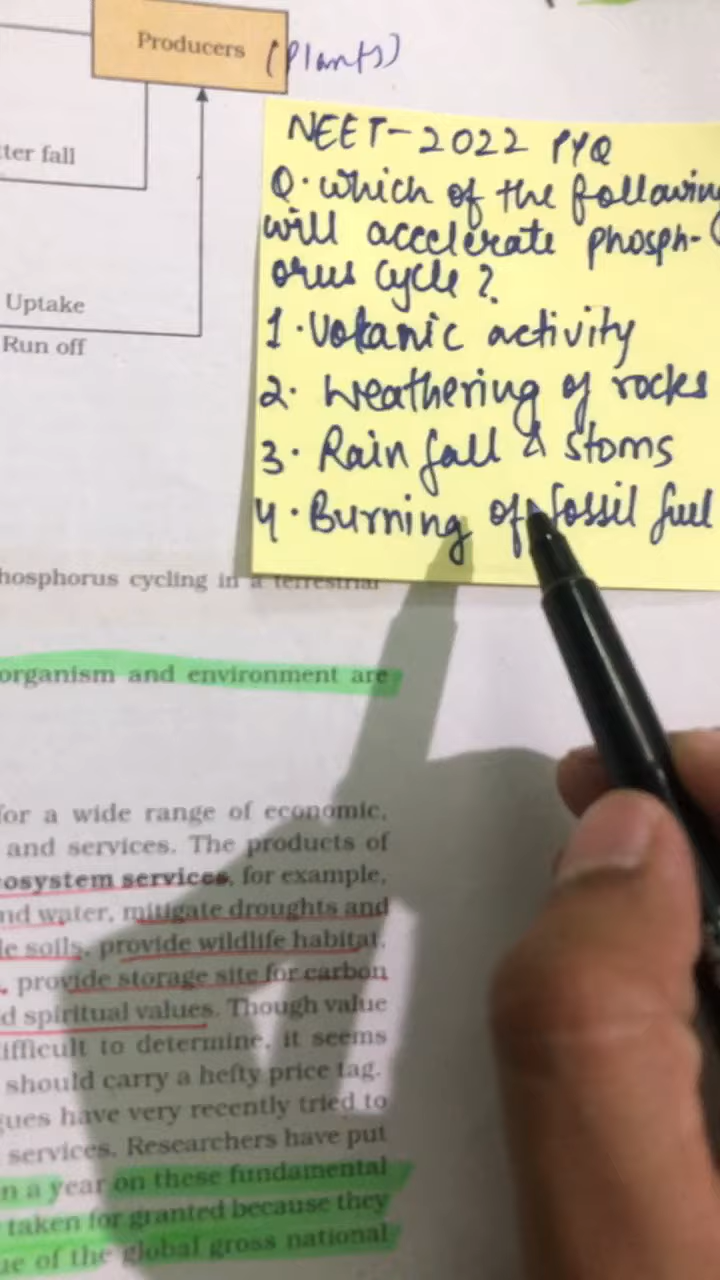 Producers (Plants)
NEET-2022 PYQ
Q. which of the following
will accelerate phosph-
orus cycle?
1. Volkanic activity
2. Weathering of rocks
3. Rain fall & stoms
4. Burning of fossil fuel
tter fall
Uptake
Run off
hosphorus cycling in a terrestrial
organism and environment are
for a wide range of economic,
and services. The products of
osystem services, for example,
nd water, mitigate droughts and
le soils, provide wildlife habitat,
, provide storage site for carbon
d spiritual values. Though value
ifficult to determine, it seems
should carry a hefty price tag.
gues have very recently tried to
services. Researchers have put
n a year on these fundamental
taken for granted because they
ue of the global gross national